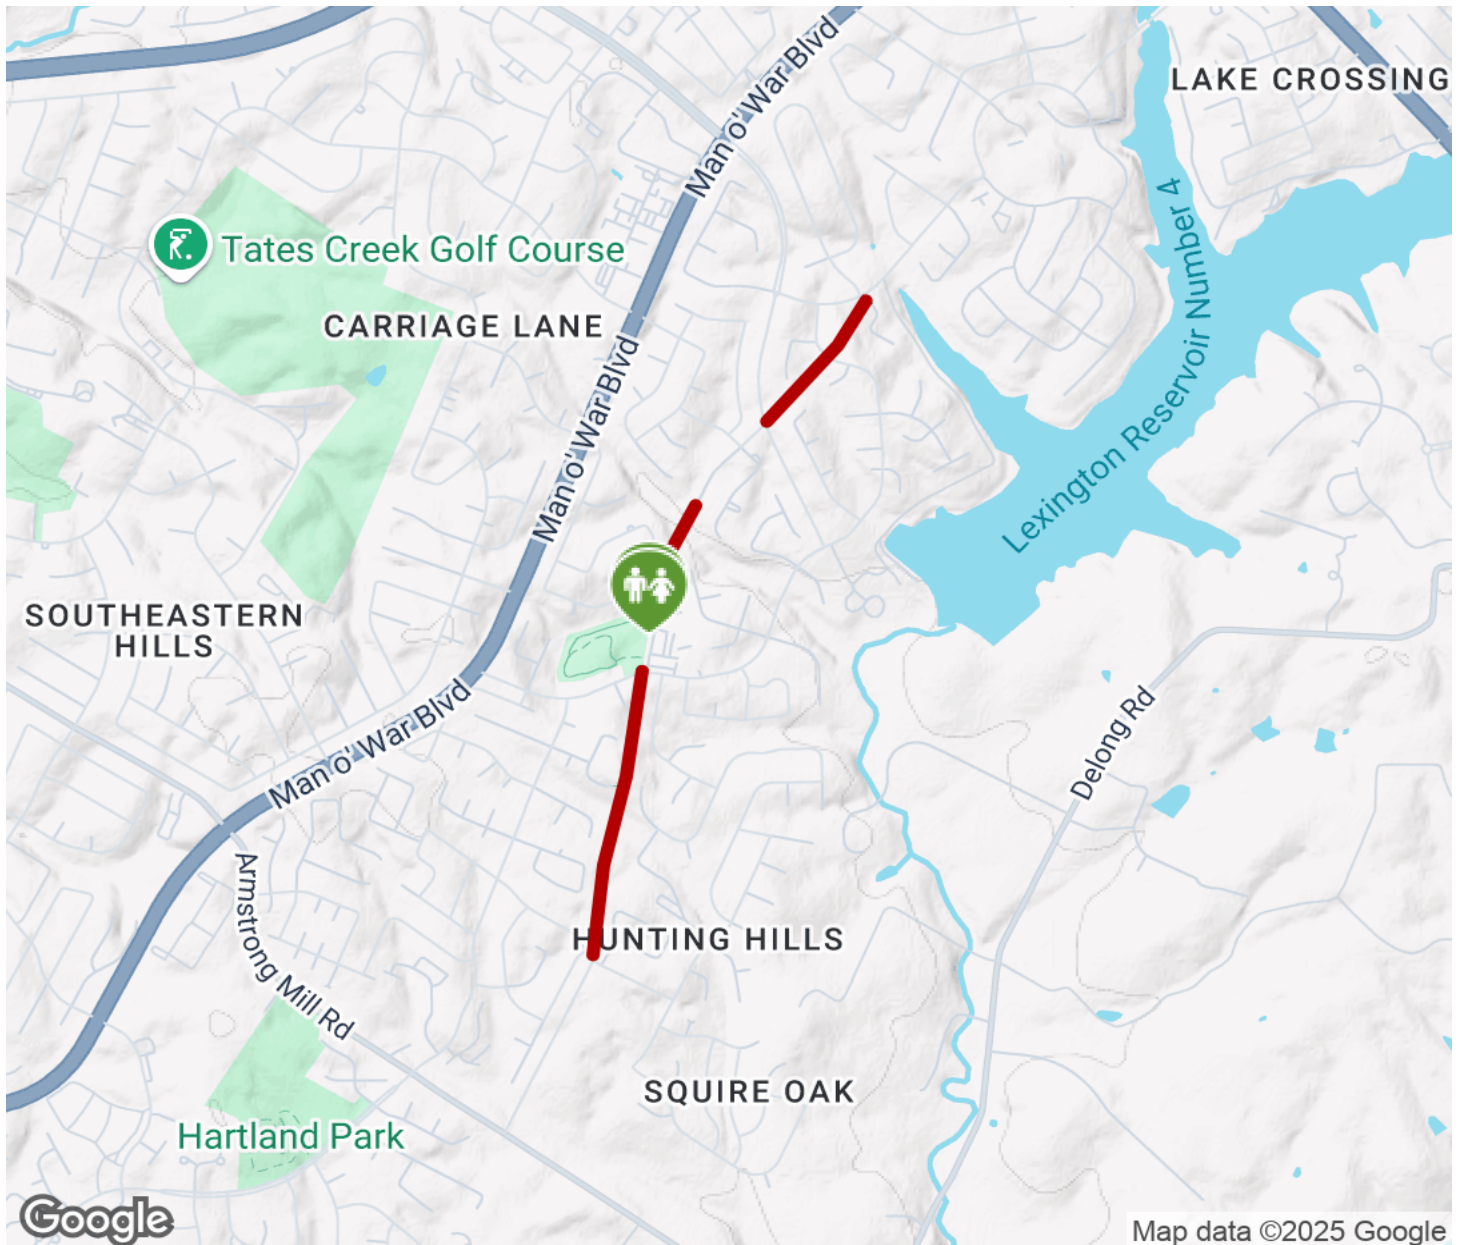 Man o' War Blvd
LAKE CROSSING
Tates Creek Golf Course
CARRIAGE LANE
Lexington Reservoir Number 4
Man o' War Blvd
SOUTHEASTERN
HILLS
Man o' War Blvd
Delong Rd
Armstrong Mill Rd
HUNTING HILLS
SQUIRE OAK
Hartland Park
Google
Map data ©2025 Google